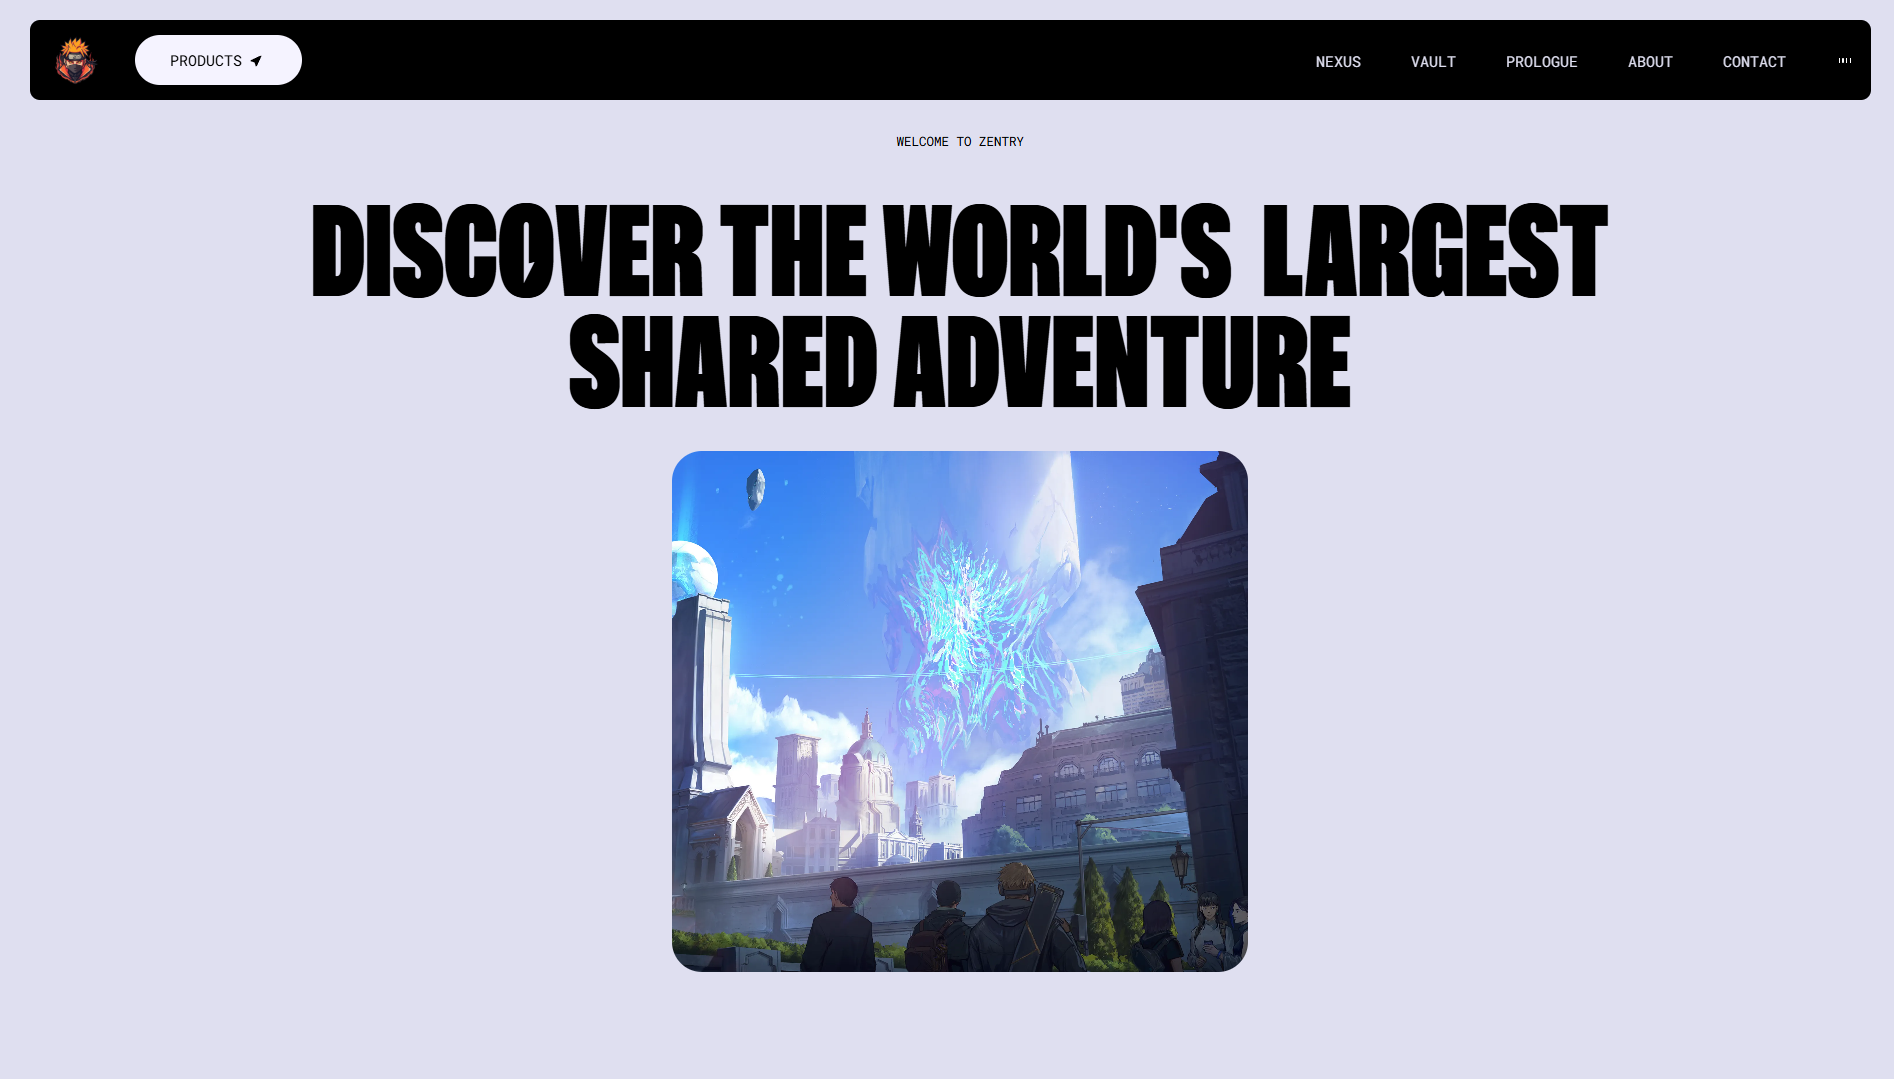 PRODUCTS
NEXUS
VAULT
PROLOGUE
ABOUT
CONTACT
WELCOME TO ZENTRY
DISCOVER THE WORLD'S LARGEST
SHARED ADVENTURE